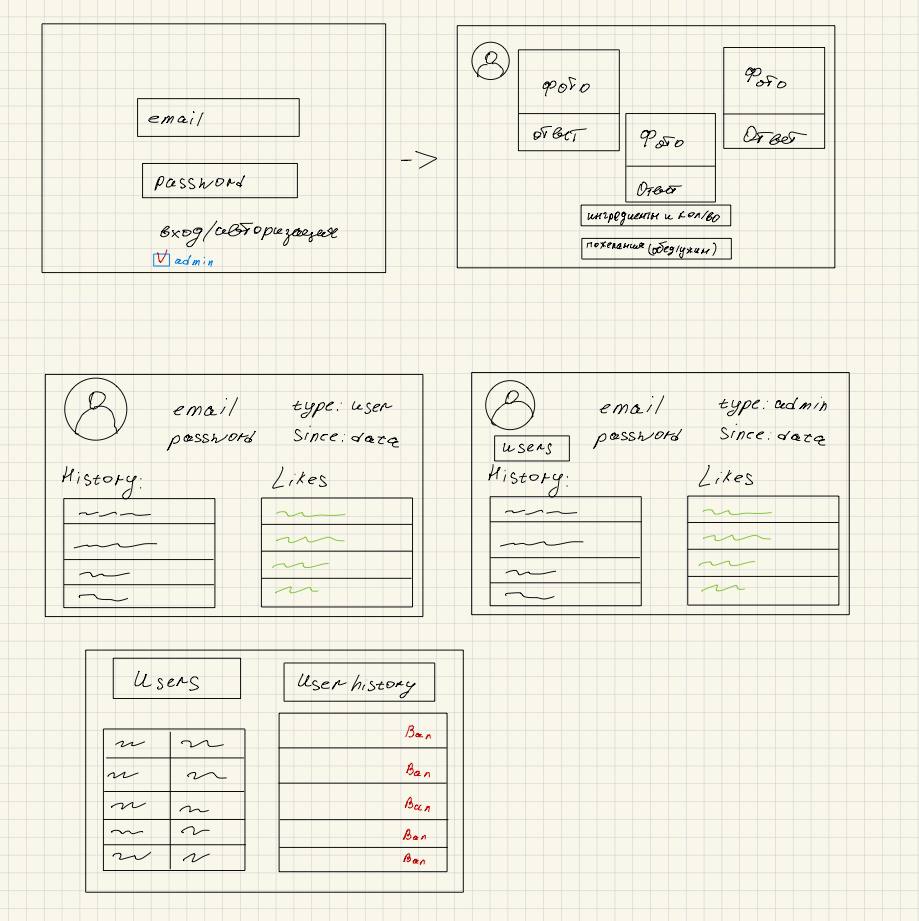 email
password
вход/авторизация
admin
фото
ответ
фото
Ответ
фото
Ответ
ингредиенты и кол/во
пожелания (обед/ужин)
email
type: user
password
Since: data
History:
Likes
email
type: admin
users
password
Since: data
History:
Likes
Users
User history
Ban
Ban
Ban
Ban
Ban